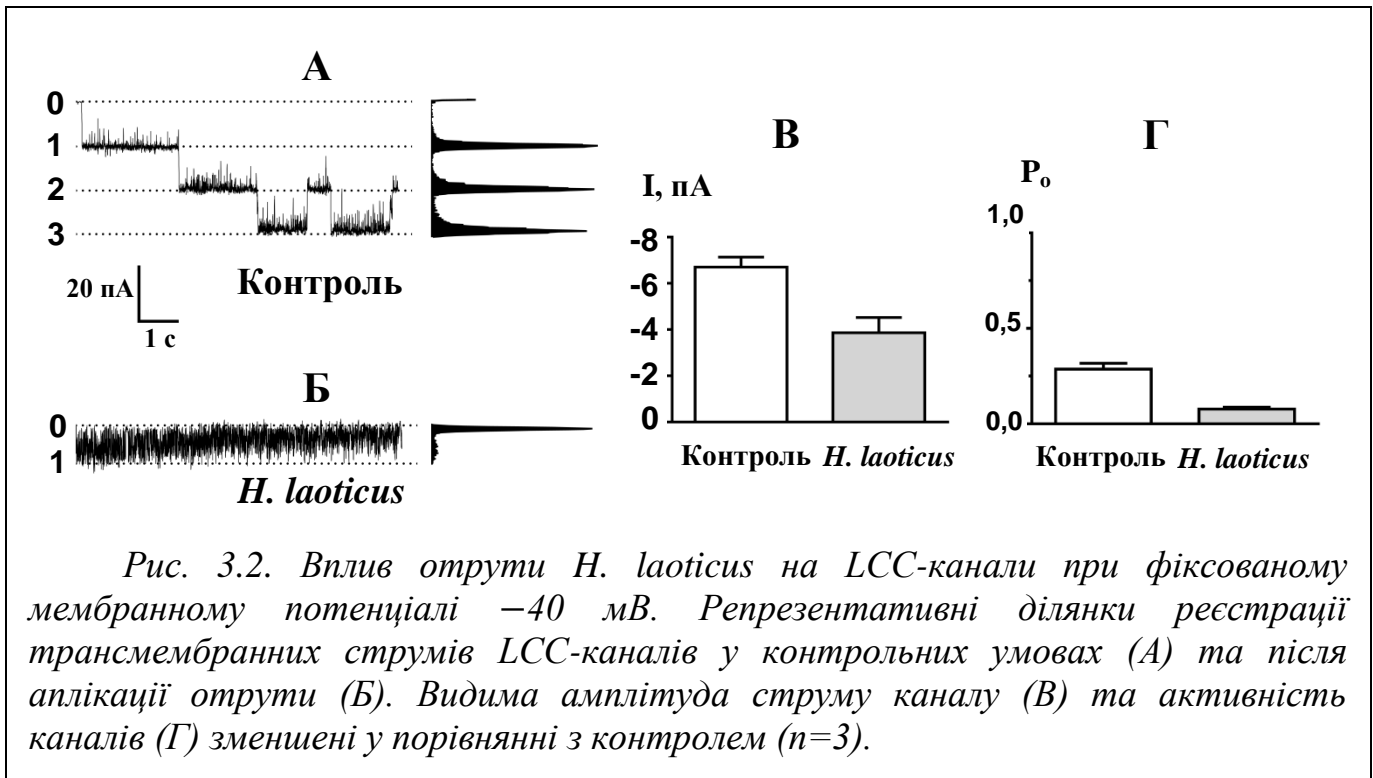 А
0
1
2
3
20 пА
1 с
Контроль
Б
0
1
H. laoticus
В
I, пА
-8
-6
-4
-2
0
Контроль H. laoticus
Г
Pо
1,0
0,5
0,0
Контроль H. laoticus
Рис. 3.2. Вплив отрути H. laoticus на LCC-канали при фіксованому
мембранному потенціалі −40 мВ. Репрезентативні ділянки реєстрації
трансмембранних струмів LCC-каналів у контрольних умовах (А) та після
аплікації отрути (Б). Видима амплітуда струму каналу (В) та активність
каналів (Г) зменшені у порівнянні з контролем (n=3).